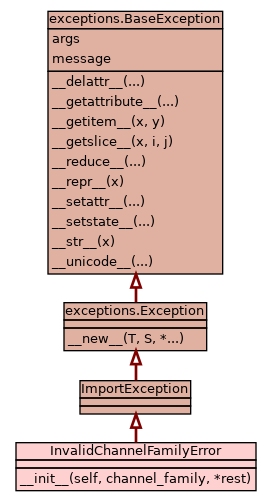 exceptions.BaseException
args
message
__delattr__(...)
__getattribute__(...)
__getitem__(x, y)
__getslice__(x, i, j)
__reduce__(...)
__repr__(x)
__setattr__(...)
__setstate__(...)
__str__(x)
__unicode__(...)
exceptions.Exception
__new__(T, S, *...)
ImportException
InvalidChannelFamilyError
__init__(self, channel_family, *rest)